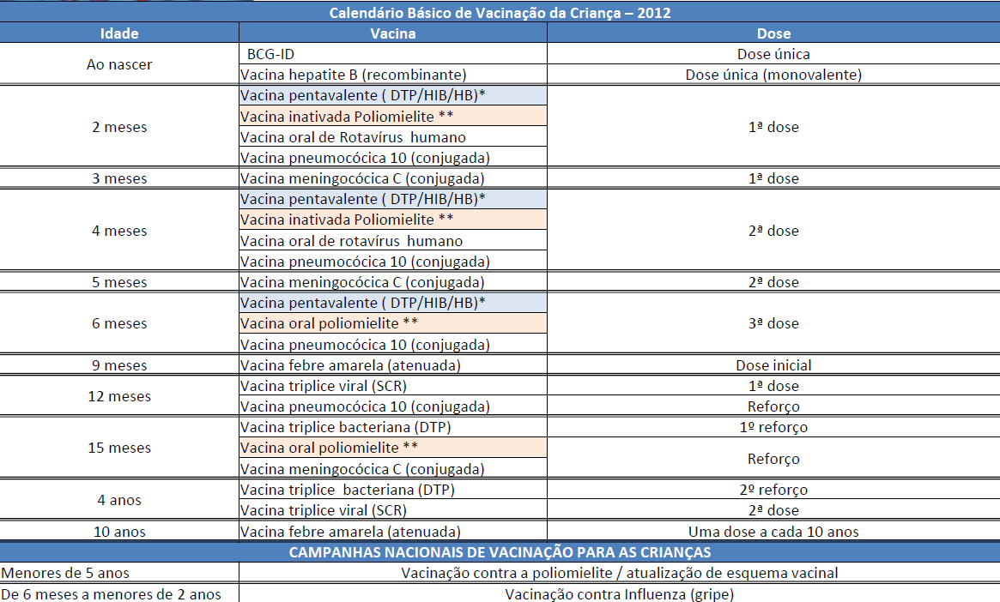 Calendário Básico de Vacinação da Criança – 2012
Idade Vacina Dose
Ao nascer BCG-ID Dose única
Vacina hepatite B (recombinante) Dose única (monovalente)
2 meses Vacina pentavalente ( DTP/HIB/HB)* 1ª dose
Vacina inativada Poliomielite **
Vacina oral de Rotavírus humano
Vacina pneumocócica 10 (conjugada)
3 meses Vacina meningocócica C (conjugada) 1ª dose
4 meses Vacina pentavalente ( DTP/HIB/HB)* 2ª dose
Vacina inativada Poliomielite **
Vacina oral de rotavírus humano
Vacina pneumocócica 10 (conjugada)
5 meses Vacina meningocócica C (conjugada) 2ª dose
6 meses Vacina pentavalente ( DTP/HIB/HB)* 3ª dose
Vacina oral poliomielite **
Vacina pneumocócica 10 (conjugada)
9 meses Vacina febre amarela (atenuada) Dose inicial
12 meses Vacina triplice viral (SCR) 1ª dose
Vacina pneumocócica 10 (conjugada) Reforço
15 meses Vacina triplice bacteriana (DTP) 1º reforço
Vacina oral poliomielite ** Reforço
Vacina meningocócica C (conjugada)
4 anos Vacina triplice bacteriana (DTP) 2º reforço
Vacina triplice viral (SCR) 2ª dose
10 anos Vacina febre amarela (atenuada) Uma dose a cada 10 anos
CAMPANHAS NACIONAIS DE VACINAÇÃO PARA AS CRIANÇAS
Menores de 5 anos Vacinação contra a poliomielite / atualização de esquema vacinal
De 6 meses a menores de 2 anos Vacinação contra Influenza (gripe)